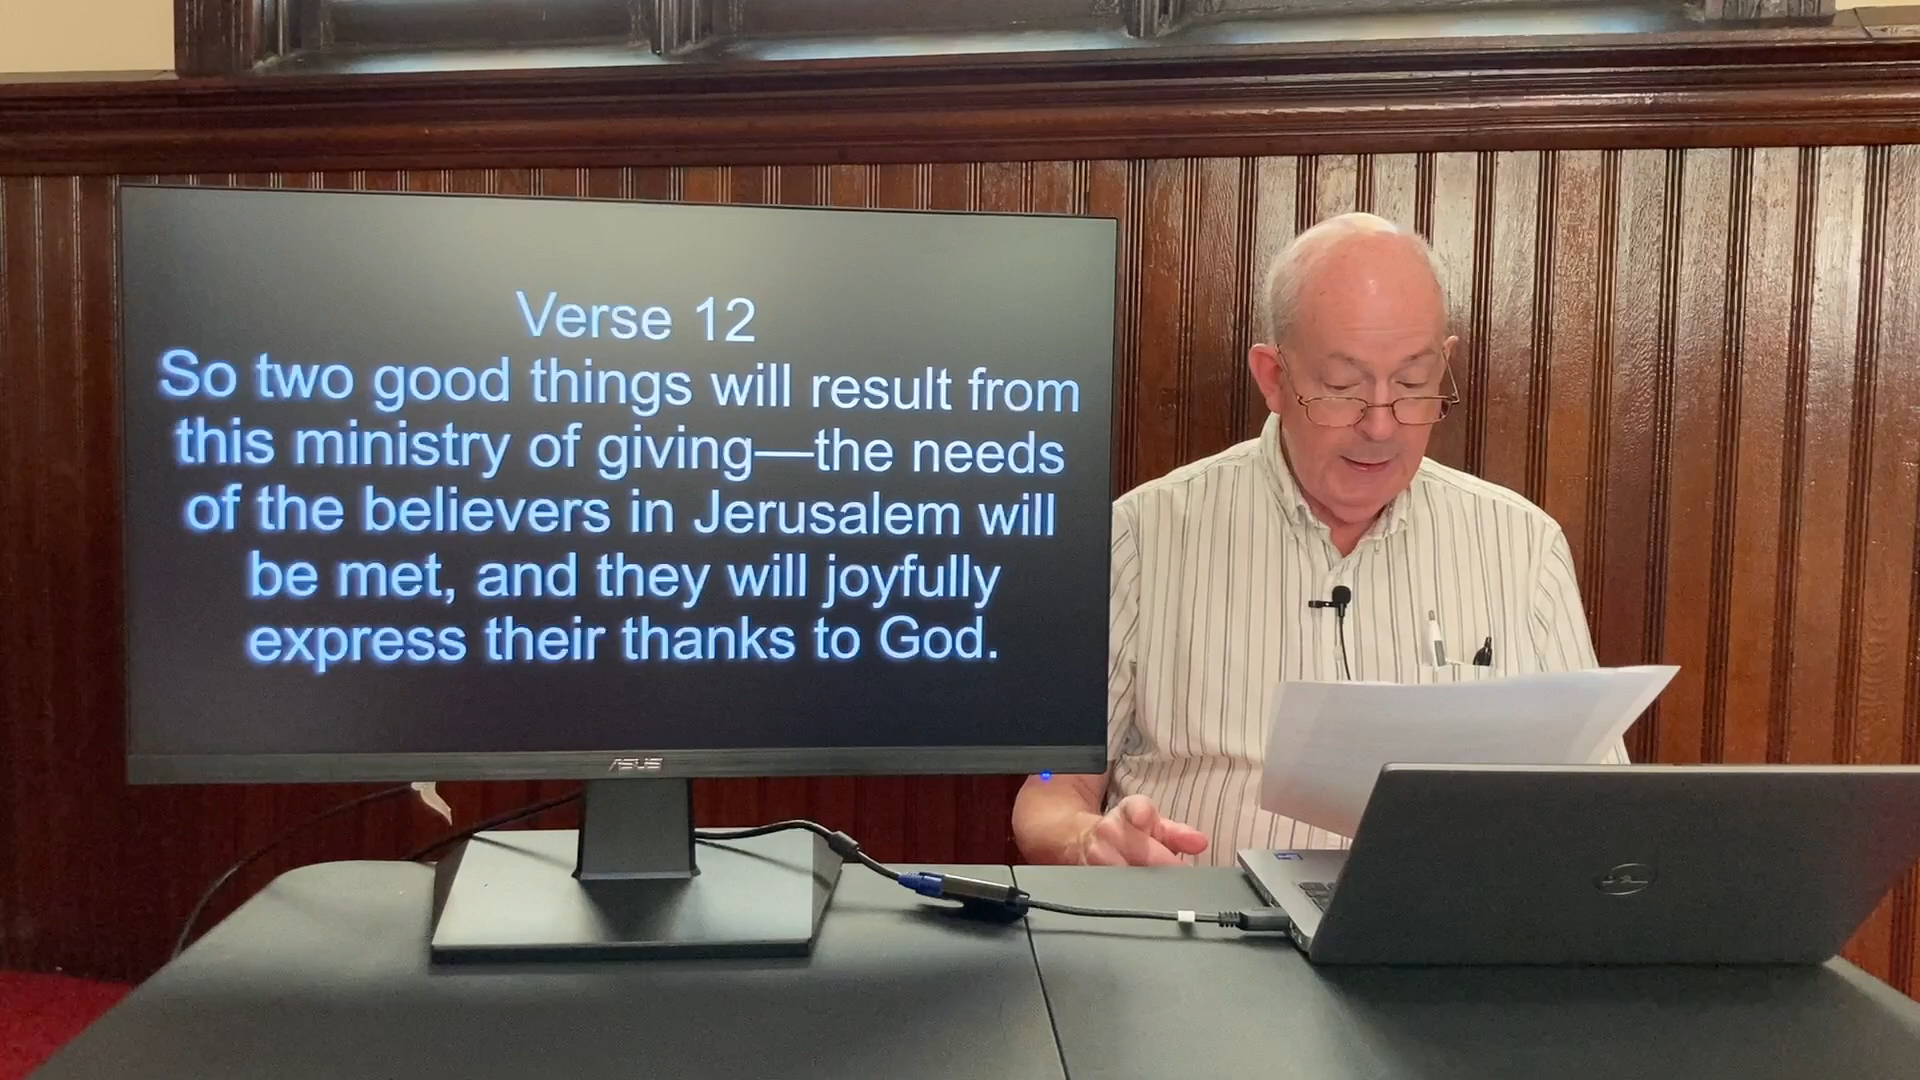 Verse 12
So two good things will result from
this ministry of giving—the needs
of the believers in Jerusalem will
be met, and they will joyfully
express their thanks to God.
ASUS